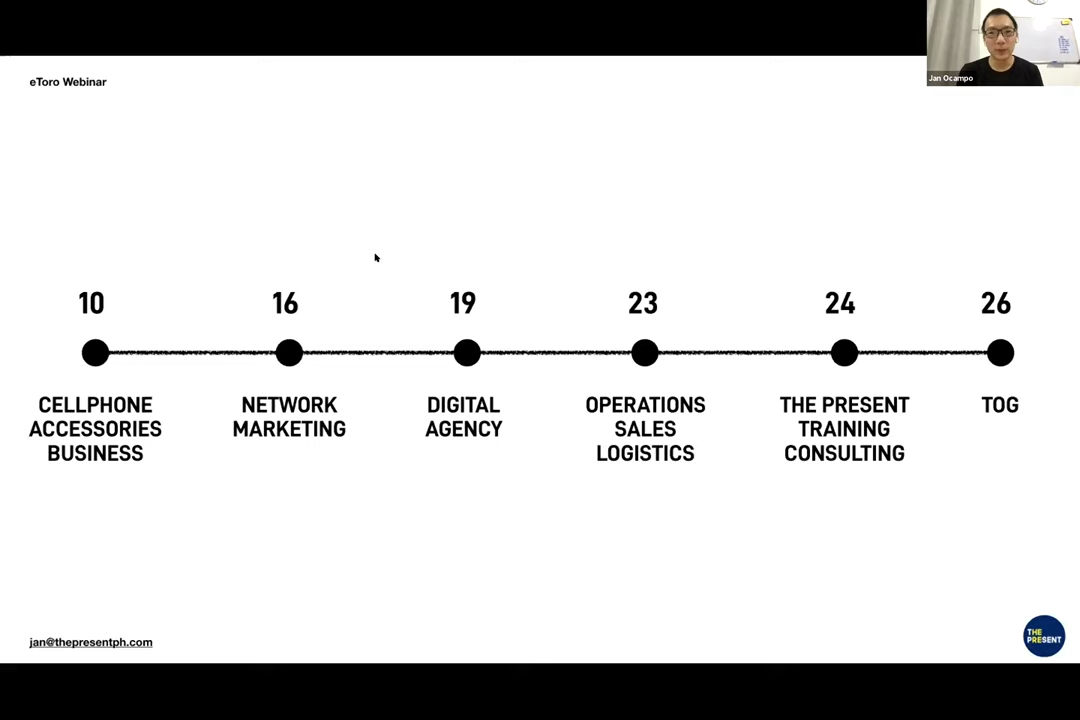 Jan Ocampo
eToro Webinar
10
16
19
23
24
26
CELLPHONE
ACCESSORIES
BUSINESS
NETWORK
MARKETING
DIGITAL
AGENCY
OPERATIONS
SALES
LOGISTICS
THE PRESENT
TRAINING
CONSULTING
TOG
jan@thepresentph.com
THE
PRESENT